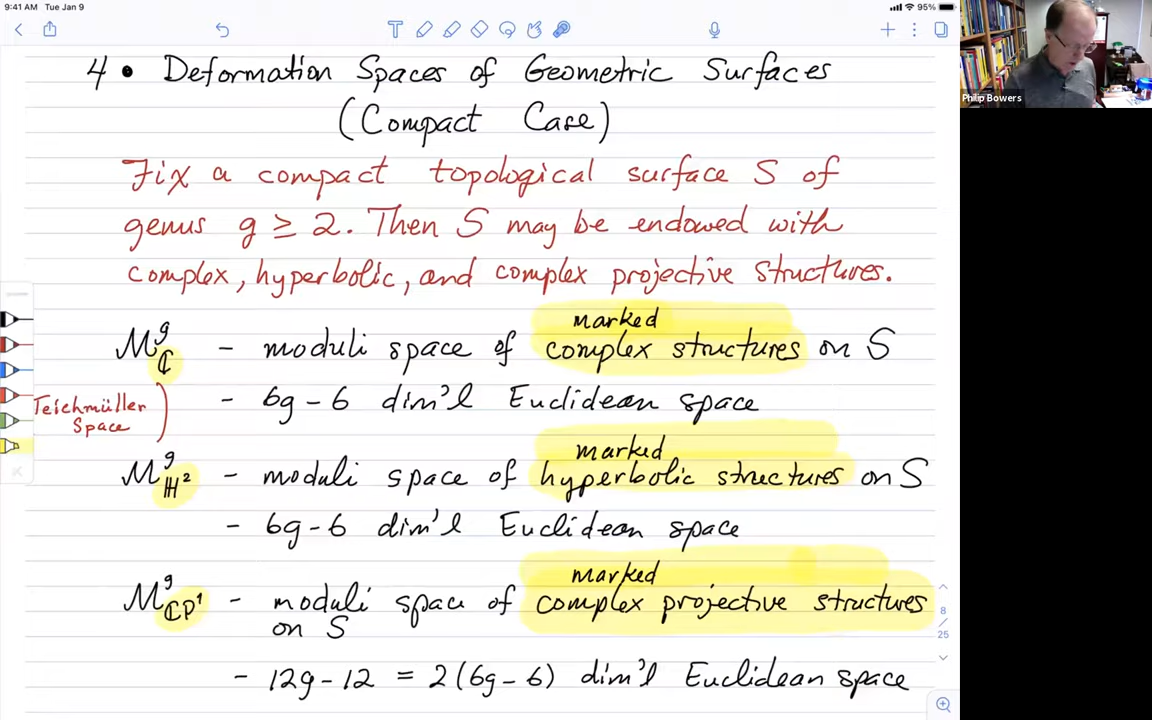 9:41 AM Tue Jan 9
95%
Philip Bowers
4 • Deformation Spaces of Geometric Surfaces
(Compact Case)
Fix a compact topological surface S of
genus g ≥ 2. Then S may be endowed with
complex, hyperbolic, and complex projective structures.
marked
M^g_ℂ - moduli space of complex structures on S
- 6g-6 dim'l Euclidean space
Teichmüller
Space
marked
M^g_ℍ² - moduli space of hyperbolic structures on S
- 6g-6 dim'l Euclidean space
marked
M^g_ℂP¹ - moduli space of complex projective structures
on S
- 12g-12 = 2(6g-6) dim'l Euclidean space
8
/
25